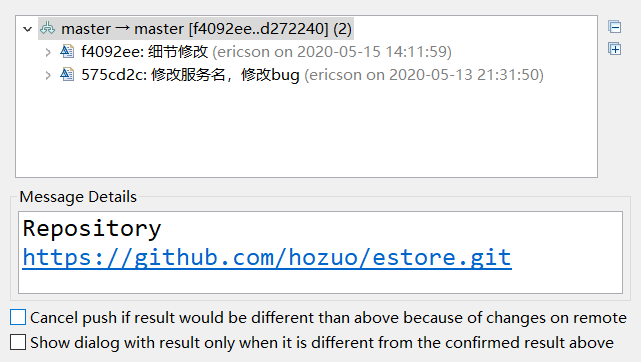 master → master [f4092ee..d272240] (2)
f4092ee: 细节修改 (ericson on 2020-05-15 14:11:59)
575cd2c: 修改服务名，修改bug (ericson on 2020-05-13 21:31:50)
Message Details
Repository
https://github.com/hozuo/estore.git
Cancel push if result would be different than above because of changes on remote
Show dialog with result only when it is different from the confirmed result above